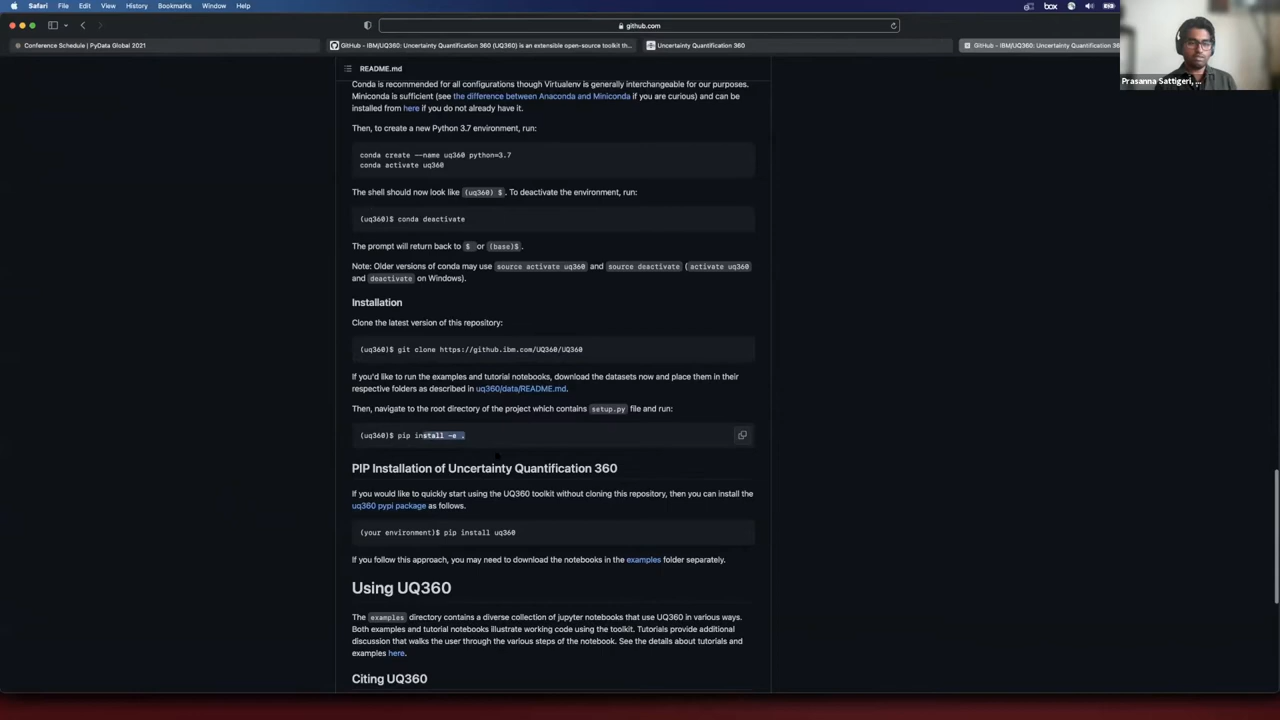 Safari File Edit View History Bookmarks Window Help
box
github.com
Conference Schedule | PyData Global 2021
GitHub - IBM/UQ360: Uncertainty Quantification 360 (UQ360) is an extensible open-source toolkit th...
Uncertainty Quantification 360
GitHub - IBM/UQ360: Uncertainty Quantification 360
Prasanna Sattigeri, ...
README.md
Conda is recommended for all configurations though Virtualenv is generally interchangeable for our purposes.
Miniconda is sufficient (see the difference between Anaconda and Miniconda if you are curious) and can be
installed from here if you do not already have it.
Then, to create a new Python 3.7 environment, run:
conda create --name uq360 python=3.7
conda activate uq360
The shell should now look like (uq360) $. To deactivate the environment, run:
(uq360)$ conda deactivate
The prompt will return back to $ or (base)$.
Note: Older versions of conda may use source activate uq360 and source deactivate (activate uq360
and deactivate on Windows).
Installation
Clone the latest version of this repository:
(uq360)$ git clone https://github.ibm.com/UQ360/UQ360
If you'd like to run the examples and tutorial notebooks, download the datasets now and place them in their
respective folders as described in uq360/data/README.md.
Then, navigate to the root directory of the project which contains setup.py file and run:
(uq360)$ pip install -e .
PIP Installation of Uncertainty Quantification 360
If you would like to quickly start using the UQ360 toolkit without cloning this repository, then you can install the
uq360 pypi package as follows.
(your environment)$ pip install uq360
If you follow this approach, you may need to download the notebooks in the examples folder separately.
Using UQ360
The examples directory contains a diverse collection of jupyter notebooks that use UQ360 in various ways.
Both examples and tutorial notebooks illustrate working code using the toolkit. Tutorials provide additional
discussion that walks the user through the various steps of the notebook. See the details about tutorials and
examples here.
Citing UQ360